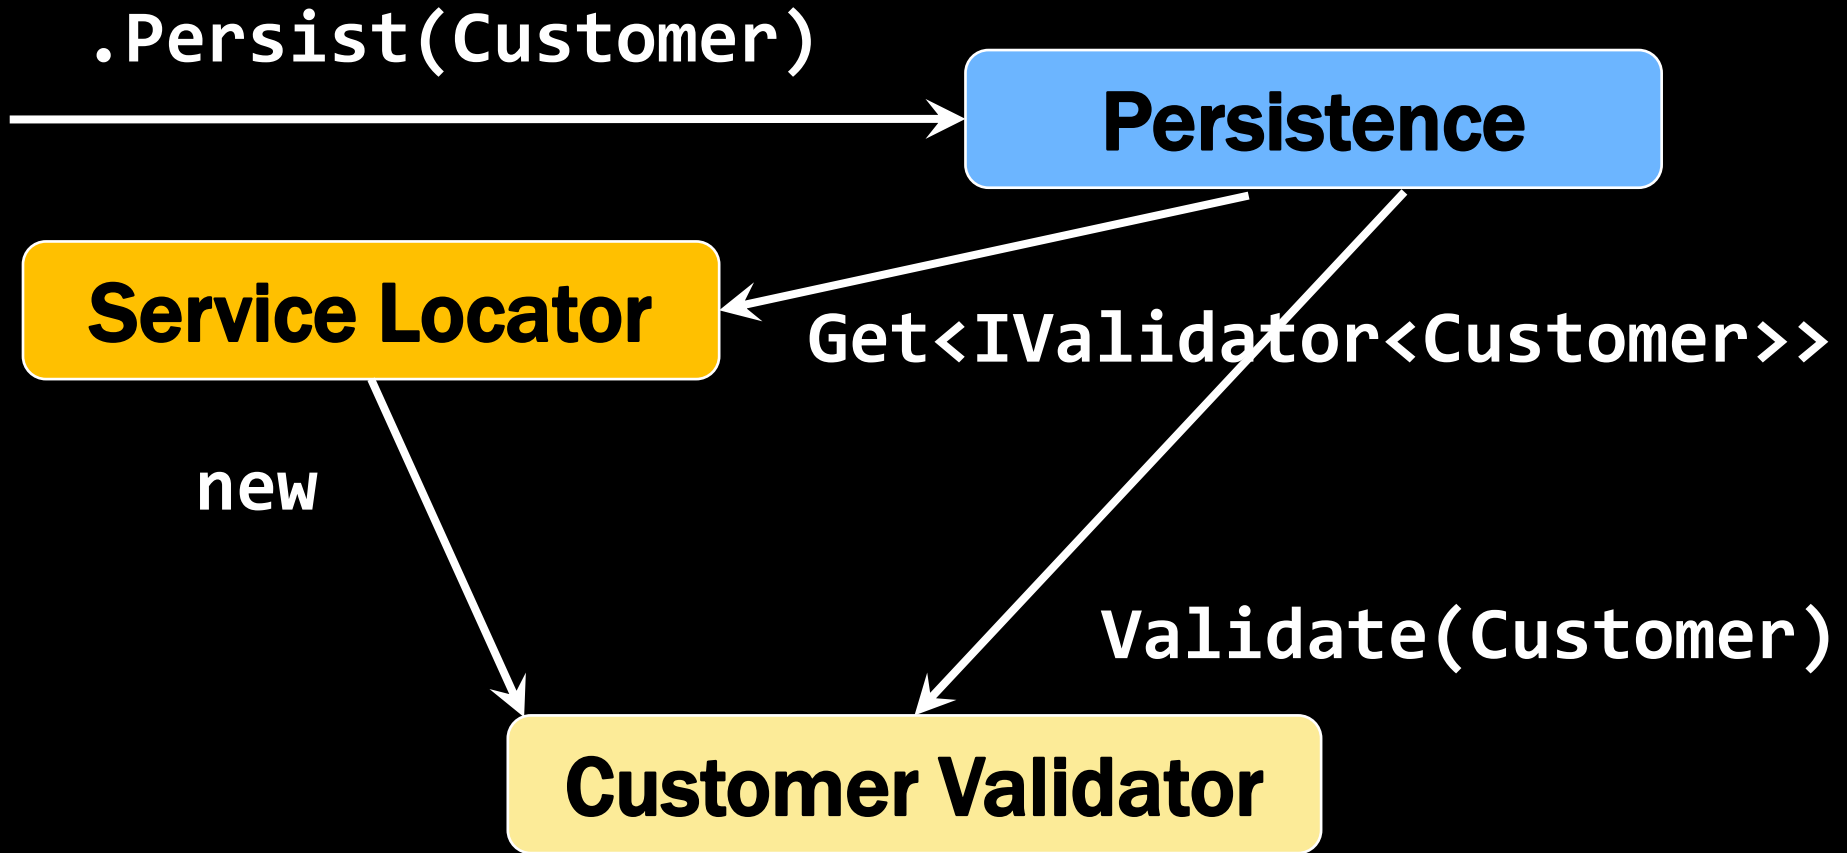 .Persist(Customer)
Persistence
Service Locator
Get<IValidator<Customer>>
new
Validate(Customer)
Customer Validator